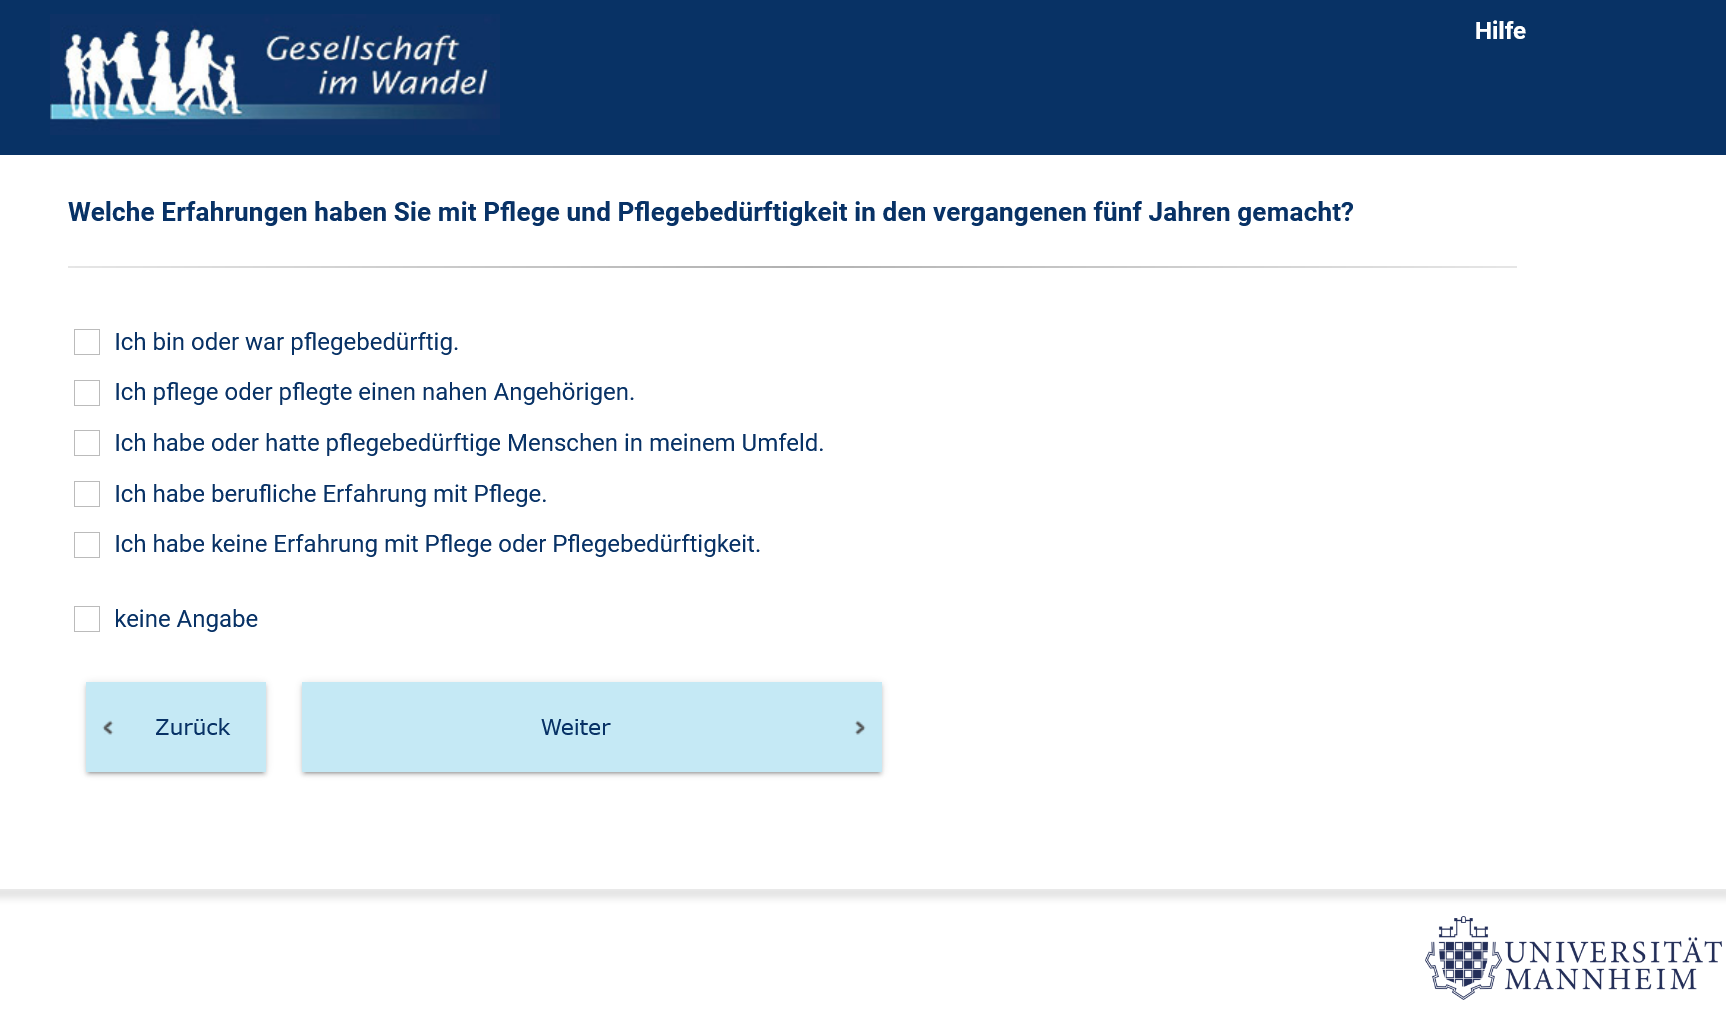 Gesellschaft
im Wandel
Hilfe
Welche Erfahrungen haben Sie mit Pflege und Pflegebedürftigkeit in den vergangenen fünf Jahren gemacht?
Ich bin oder war pflegebedürftig.
Ich pflege oder pflegte einen nahen Angehörigen.
Ich habe oder hatte pflegebedürftige Menschen in meinem Umfeld.
Ich habe berufliche Erfahrung mit Pflege.
Ich habe keine Erfahrung mit Pflege oder Pflegebedürftigkeit.
keine Angabe
Zurück
Weiter
UNIVERSITÄT
MANNHEIM